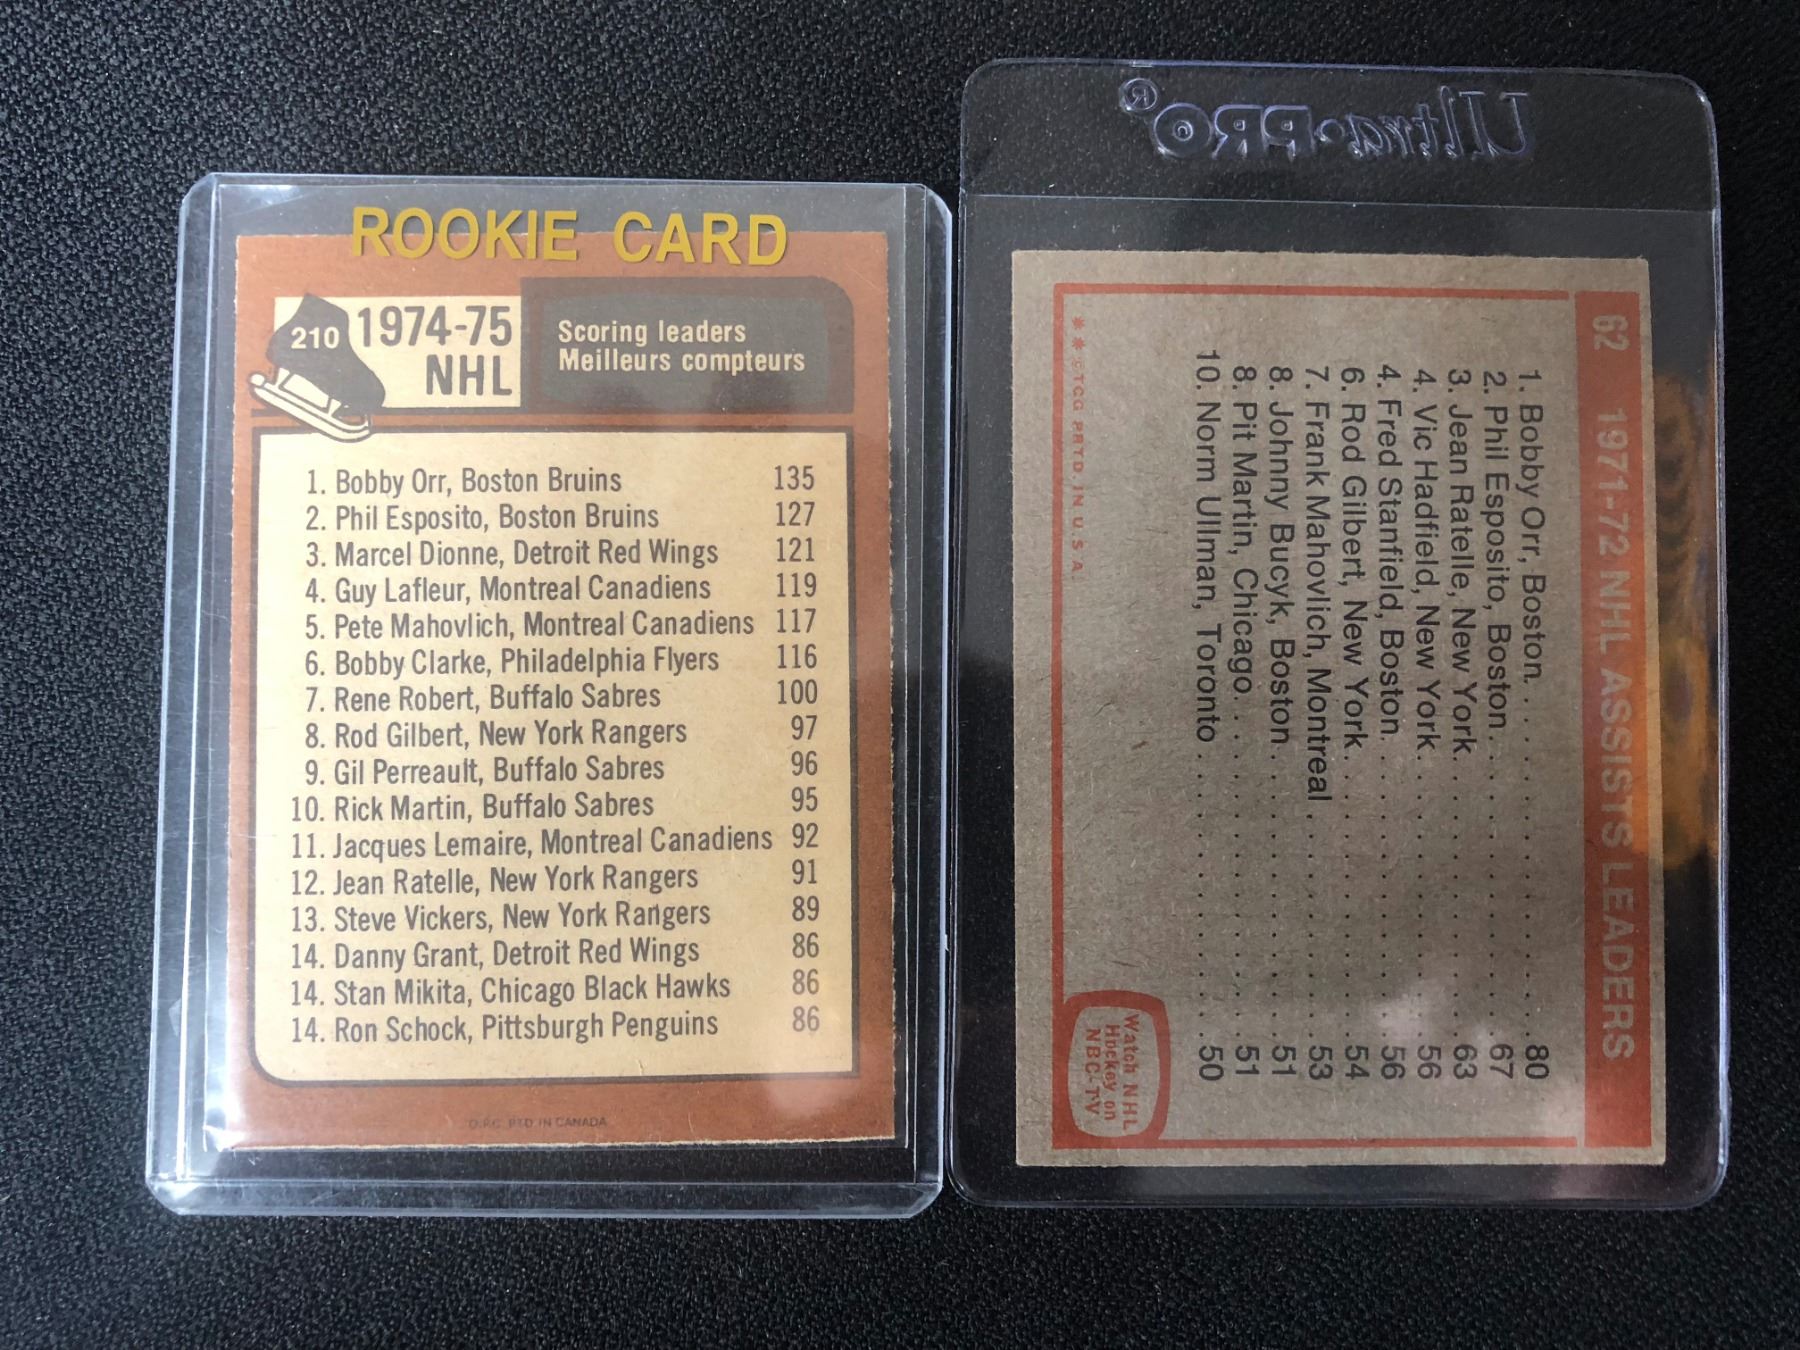 ROOKIE CARD
210
1974-75
NHL
Scoring leaders
Meilleurs compteurs
1. Bobby Orr, Boston Bruins 135
2. Phil Esposito, Boston Bruins 127
3. Marcel Dionne, Detroit Red Wings 121
4. Guy Lafleur, Montreal Canadiens 119
5. Pete Mahovlich, Montreal Canadiens 117
6. Bobby Clarke, Philadelphia Flyers 116
7. Rene Robert, Buffalo Sabres 100
8. Rod Gilbert, New York Rangers 97
9. Gil Perreault, Buffalo Sabres 96
10. Rick Martin, Buffalo Sabres 95
11. Jacques Lemaire, Montreal Canadiens 92
12. Jean Ratelle, New York Rangers 91
13. Steve Vickers, New York Rangers 89
14. Danny Grant, Detroit Red Wings 86
14. Stan Mikita, Chicago Black Hawks 86
14. Ron Schock, Pittsburgh Penguins 86
O.P.C. PTD. IN CANADA
Ultra•PRO®
62 1971-72 NHL ASSISTS LEADERS
1. Bobby Orr, Boston. . . . . . . . . . . . 80
2. Phil Esposito, Boston. . . . . . . . . . . 67
3. Jean Ratelle, New York. . . . . . . . . . 63
4. Vic Hadfield, New York. . . . . . . . . . 56
4. Fred Stanfield, Boston. . . . . . . . . . 56
6. Rod Gilbert, New York. . . . . . . . . . 54
7. Frank Mahovlich, Montreal . . . . . . . . 53
8. Johnny Bucyk, Boston. . . . . . . . . . . 51
8. Pit Martin, Chicago. . . . . . . . . . . 51
10. Norm Ullman, Toronto . . . . . . . . . . 50
Watch NHL
Hockey on
NBC-TV
**©TCG PRTD. IN U.S.A.